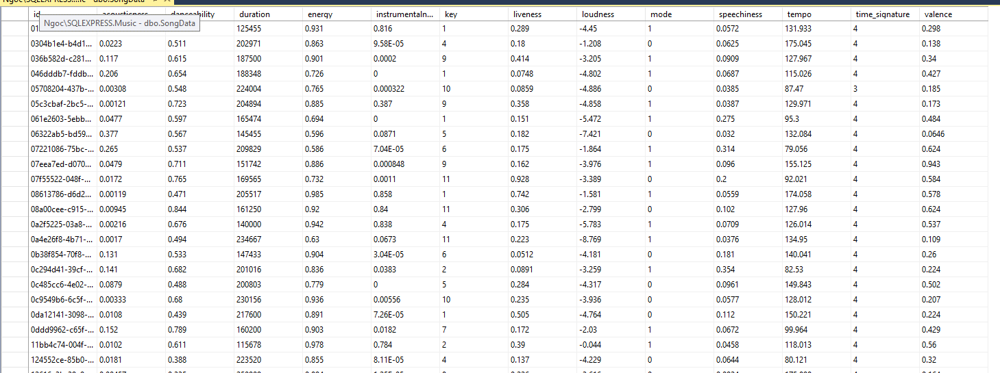 id acousticness danceability duration energy instrumentaln... key liveness loudness mode speechiness tempo time_signature valence
Ngoc\SQLEXPRESS.Music - dbo.SongData
01 125455 0.931 0.816 1 0.289 -4.45 1 0.0572 131.933 4 0.298
0304b1e4-b4d1... 0.0223 0.511 202971 0.863 9.58E-05 4 0.18 -1.208 0 0.0625 175.045 4 0.138
036b582d-c281... 0.117 0.615 187500 0.901 0.0002 9 0.414 -3.205 1 0.0909 127.967 4 0.34
046dddb7-fddb... 0.206 0.654 188348 0.726 0 1 0.0748 -4.802 1 0.0687 115.026 4 0.427
05708204-437b-... 0.00308 0.548 224004 0.765 0.000322 10 0.0859 -4.886 0 0.0385 87.47 3 0.185
05c3cbaf-2bc5-... 0.00121 0.723 204894 0.885 0.387 9 0.358 -4.858 1 0.0387 129.971 4 0.173
061e2603-5ebb... 0.0477 0.597 165474 0.694 0 1 0.151 -5.472 1 0.275 95.3 4 0.484
06322ab5-bd59... 0.377 0.567 145455 0.596 0.0871 5 0.182 -7.421 0 0.032 132.084 4 0.0646
07221086-75bc-... 0.265 0.537 209829 0.586 7.04E-05 6 0.175 -1.864 1 0.314 79.056 4 0.624
07eea7ed-d070... 0.0479 0.711 151742 0.886 0.000848 9 0.162 -3.976 1 0.096 155.125 4 0.943
07f55522-048f-... 0.0172 0.765 169565 0.732 0.0011 11 0.928 -3.389 0 0.2 92.021 4 0.584
08613786-d6d2... 0.00119 0.471 205517 0.985 0.858 1 0.742 -1.581 1 0.0559 174.058 4 0.578
08a00cee-c915-... 0.00945 0.844 161250 0.92 0.84 11 0.306 -2.799 0 0.102 127.96 4 0.624
0a2f5225-03a8-... 0.00216 0.676 140000 0.942 0.838 4 0.175 -5.783 1 0.0709 126.014 4 0.537
0a4e26f8-4b71-... 0.0017 0.494 234667 0.63 0.0673 11 0.223 -8.769 1 0.0376 134.95 4 0.109
0b38f854-70f8-... 0.131 0.533 147433 0.904 3.04E-05 6 0.0512 -4.181 0 0.181 140.041 4 0.26
0c294d41-39cf-... 0.141 0.682 201016 0.836 0.0383 2 0.0891 -3.259 1 0.354 82.53 4 0.224
0c485cc6-4e02-... 0.0879 0.488 200803 0.779 0 5 0.284 -4.317 0 0.0961 149.843 4 0.502
0c9549b6-6c5f-... 0.00333 0.68 230156 0.936 0.00556 10 0.235 -3.936 0 0.0577 128.012 4 0.207
0da12141-3098-... 0.0108 0.439 217600 0.891 7.26E-05 1 0.505 -4.764 0 0.112 150.221 4 0.224
0ddd9962-c65f-... 0.152 0.789 160200 0.903 0.0182 7 0.172 -2.03 1 0.0672 99.964 4 0.429
11bb4c74-004f-... 0.0102 0.611 115678 0.978 0.784 2 0.39 -0.044 1 0.0458 118.013 4 0.56
124552ce-85b0-... 0.0181 0.388 223520 0.855 8.11E-05 4 0.137 -4.229 0 0.0644 80.121 4 0.32